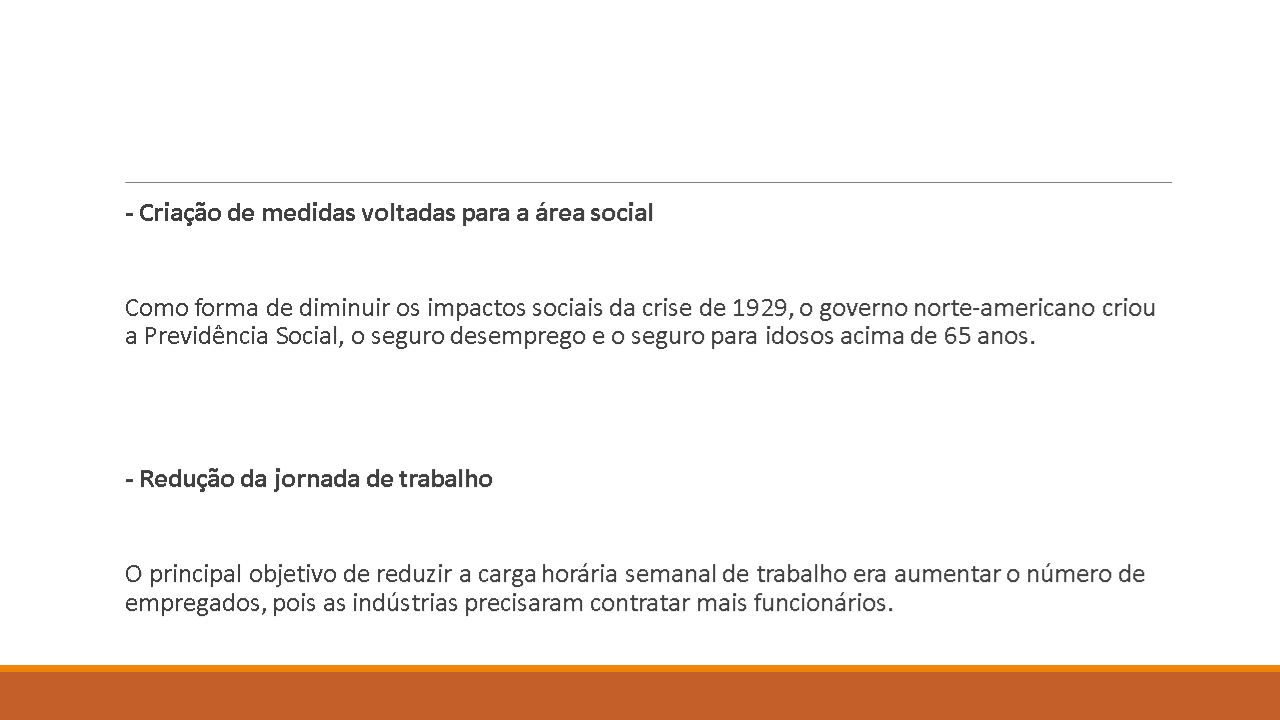 - Criação de medidas voltadas para a área social
Como forma de diminuir os impactos sociais da crise de 1929, o governo norte-americano criou
a Previdência Social, o seguro desemprego e o seguro para idosos acima de 65 anos.
- Redução da jornada de trabalho
O principal objetivo de reduzir a carga horária semanal de trabalho era aumentar o número de
empregados, pois as indústrias precisaram contratar mais funcionários.